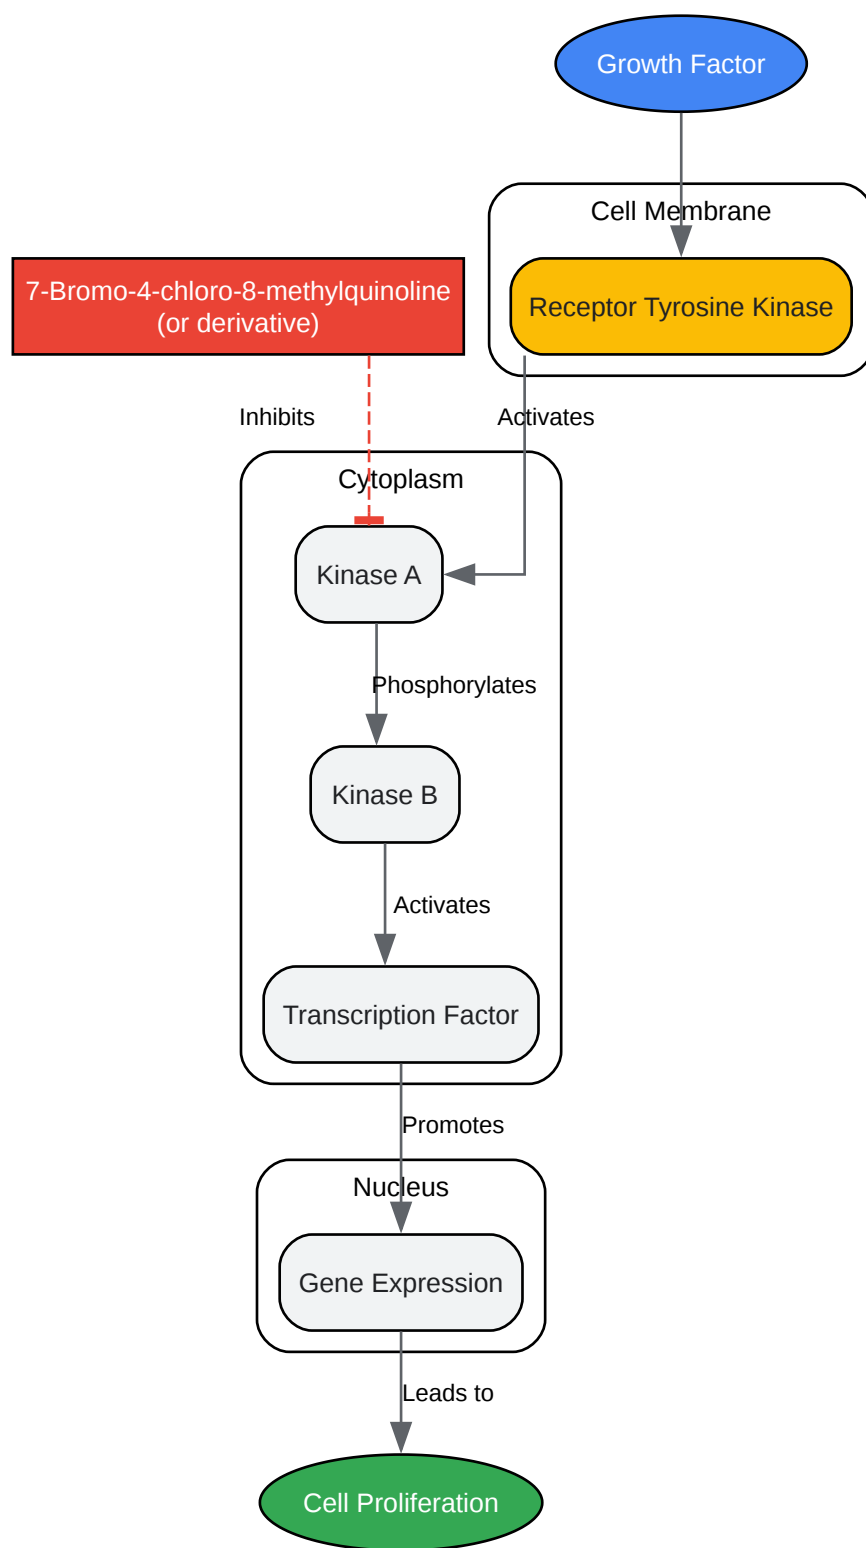 Growth Factor
Cell Membrane
Receptor Tyrosine Kinase
7-Bromo-4-chloro-8-methylquinoline
(or derivative)
Inhibits
Activates
Cytoplasm
Kinase A
Phosphorylates
Kinase B
Activates
Transcription Factor
Promotes
Nucleus
Gene Expression
Leads to
Cell Proliferation